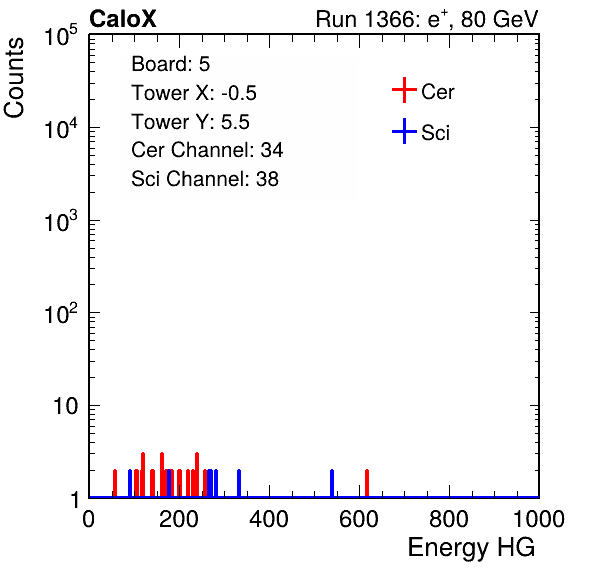 CaloX Run 1366: e⁺, 80 GeV
Counts
Board: 5
Tower X: -0.5
Tower Y: 5.5
Cer Channel: 34
Sci Channel: 38
Cer
Sci
10⁵
10⁴
10³
10²
10
1
0 200 400 600 800 1000
Energy HG